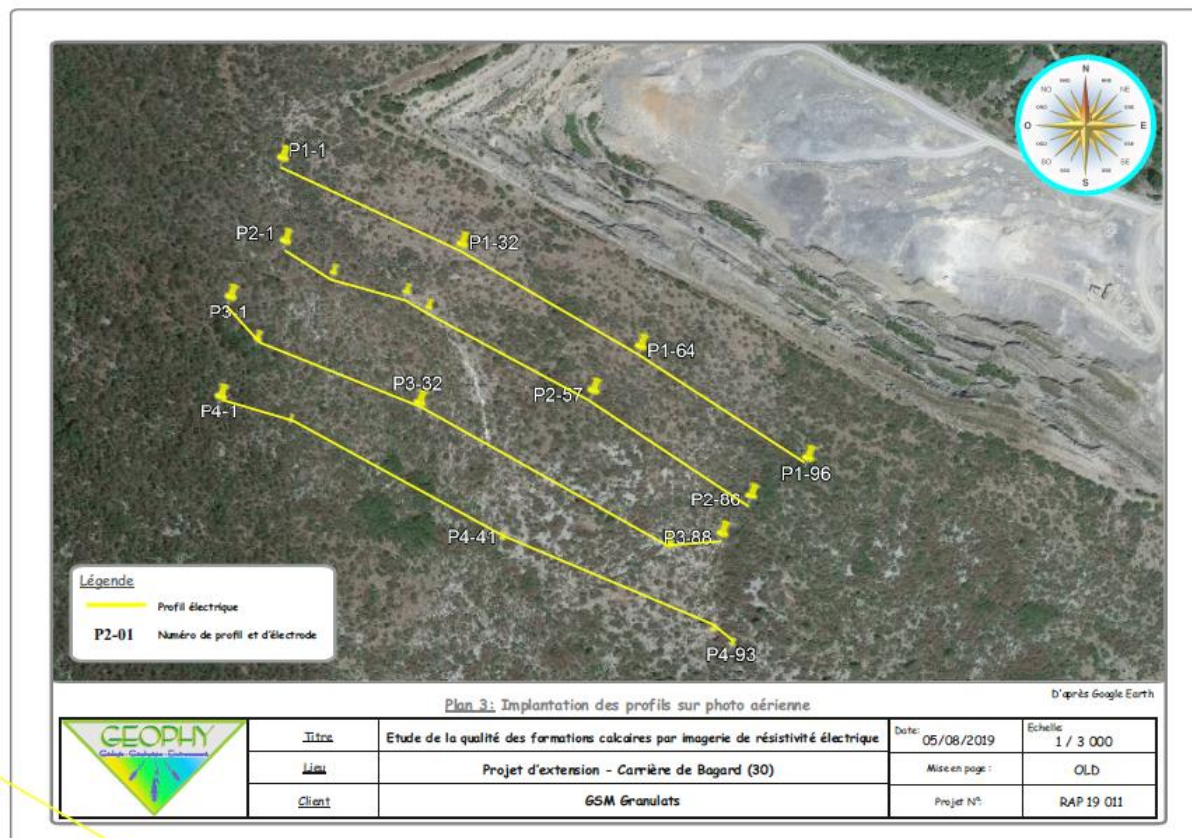 P1-1
P1-32
P2-1
P3-1
P1-64
P3-32
P2-57
P4-1
P1-96
P2-86
P3-88
P4-41
P4-93
N
NO
NE
O
E
SO
SE
S
Légende
Profil électrique
P2-01 Numéro de profil et d'électrode
D'après Google Earth
Plan 3: Implantation des profils sur photo aérienne
GEOPHY
Titre
Etude de la qualité des formations calcaires par imagerie de résistivité électrique
Date: 05/08/2019
Echelle: 1 / 3 000
Lieu
Projet d'extension - Carrière de Bagard (30)
Mise en page :
OLD
Client
GSM Granulats
Projet N°:
RAP 19 011